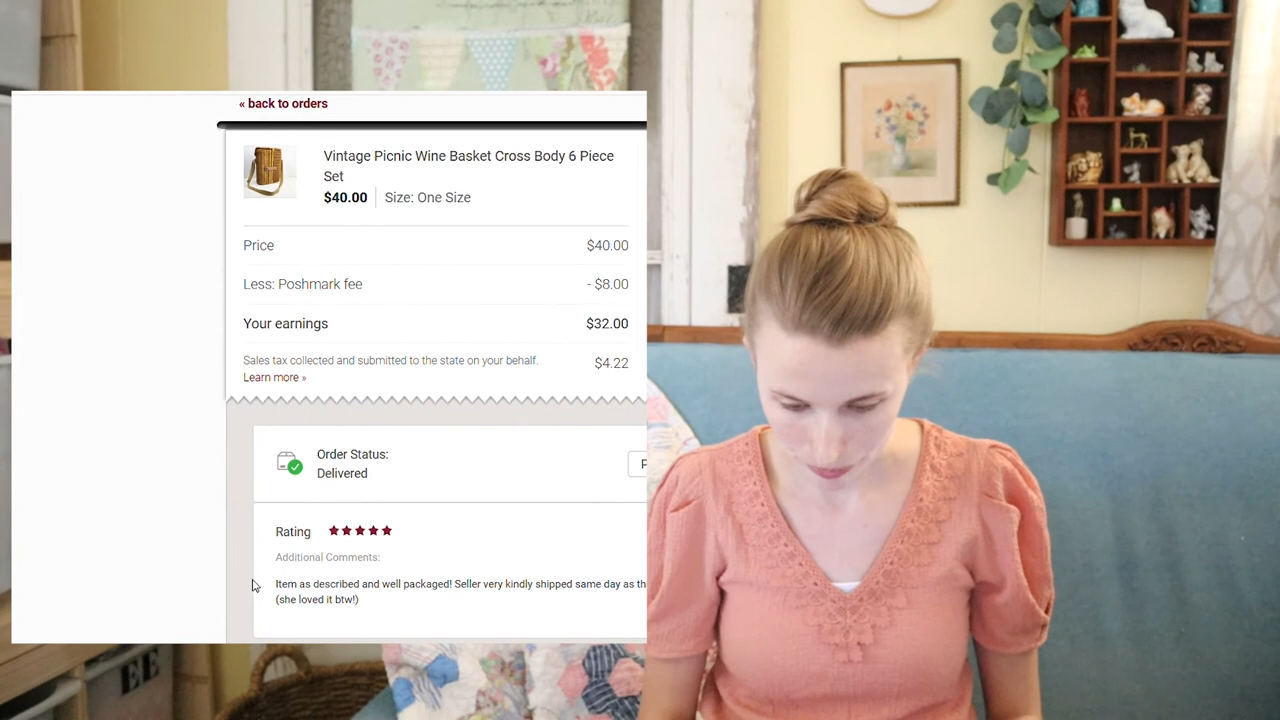 « back to orders
Vintage Picnic Wine Basket Cross Body 6 Piece
Set
$40.00 Size: One Size
Price $40.00
Less: Poshmark fee - $8.00
Your earnings $32.00
Sales tax collected and submitted to the state on your behalf. $4.22
Learn more »
Order Status:
Delivered
P
Rating
Additional Comments:
Item as described and well packaged! Seller very kindly shipped same day as th
(she loved it btw!)
EE